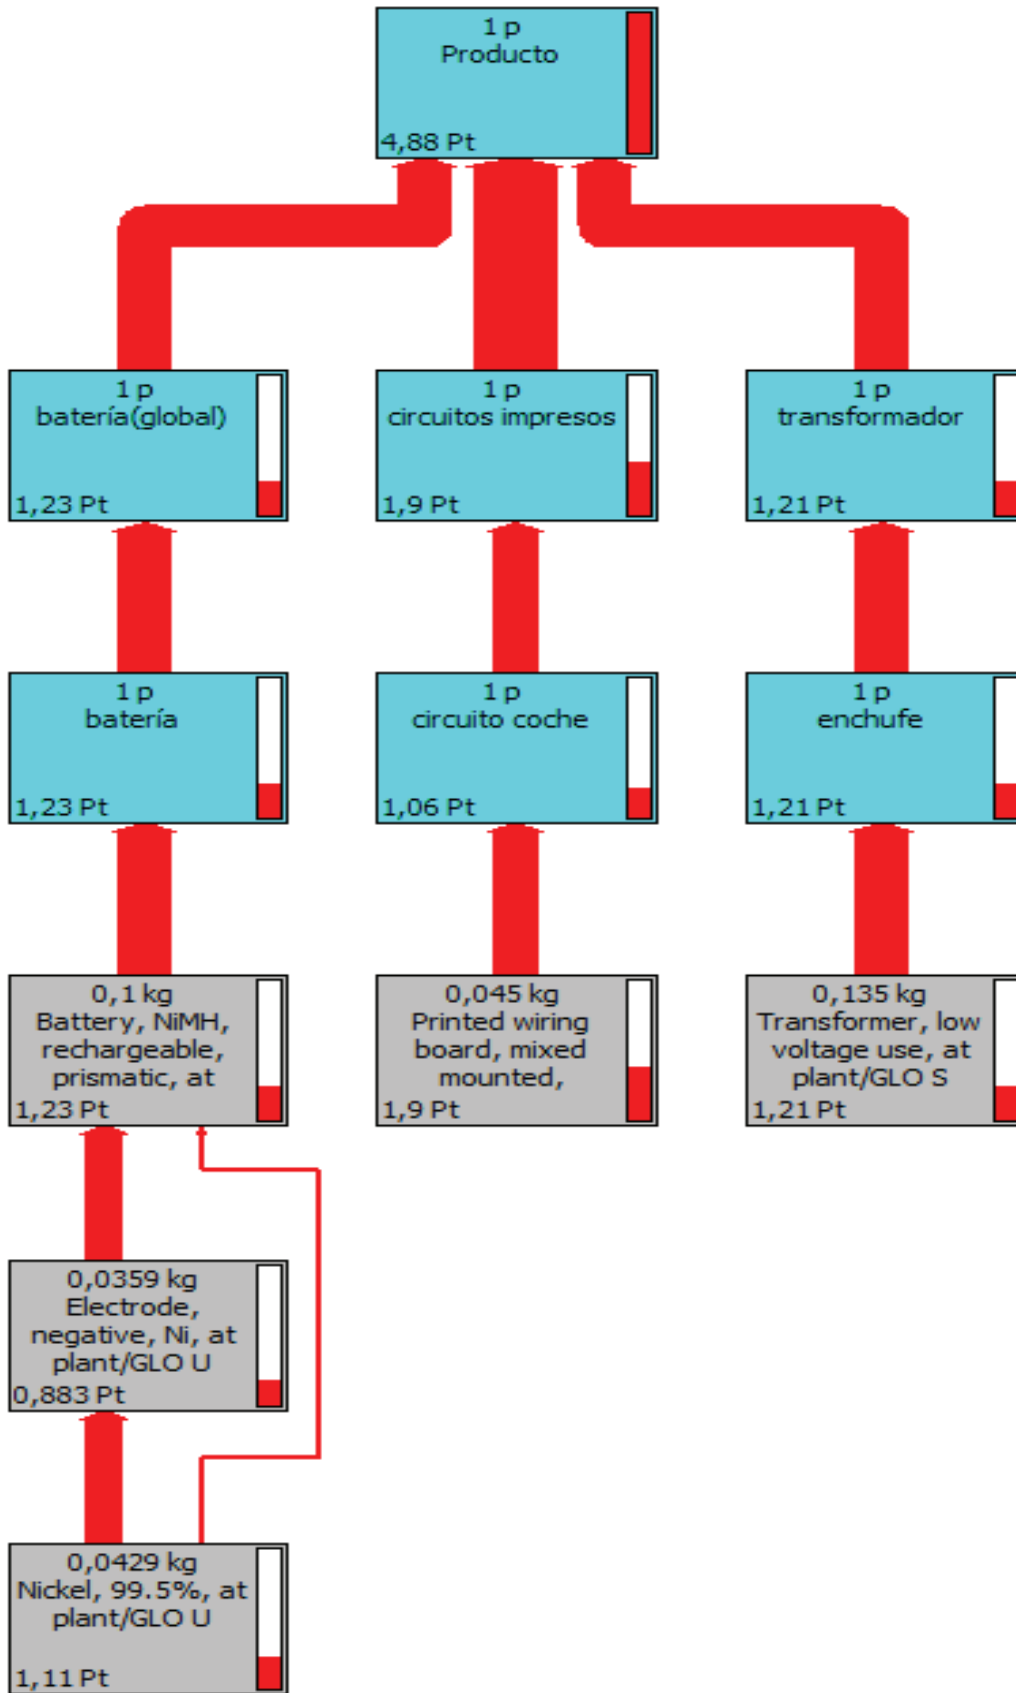 1 p
Producto
4,88 Pt
1 p
batería(global)
1,23 Pt
1 p
circuitos impresos
1,9 Pt
1 p
transformador
1,21 Pt
1 p
batería
1,23 Pt
1 p
circuito coche
1,06 Pt
1 p
enchufe
1,21 Pt
0,1 kg
Battery, NiMH,
rechargeable,
prismatic, at
1,23 Pt
0,045 kg
Printed wiring
board, mixed
mounted,
1,9 Pt
0,135 kg
Transformer, low
voltage use, at
plant/GLO S
1,21 Pt
0,0359 kg
Electrode,
negative, Ni, at
plant/GLO U
0,883 Pt
0,0429 kg
Nickel, 99.5%, at
plant/GLO U
1,11 Pt